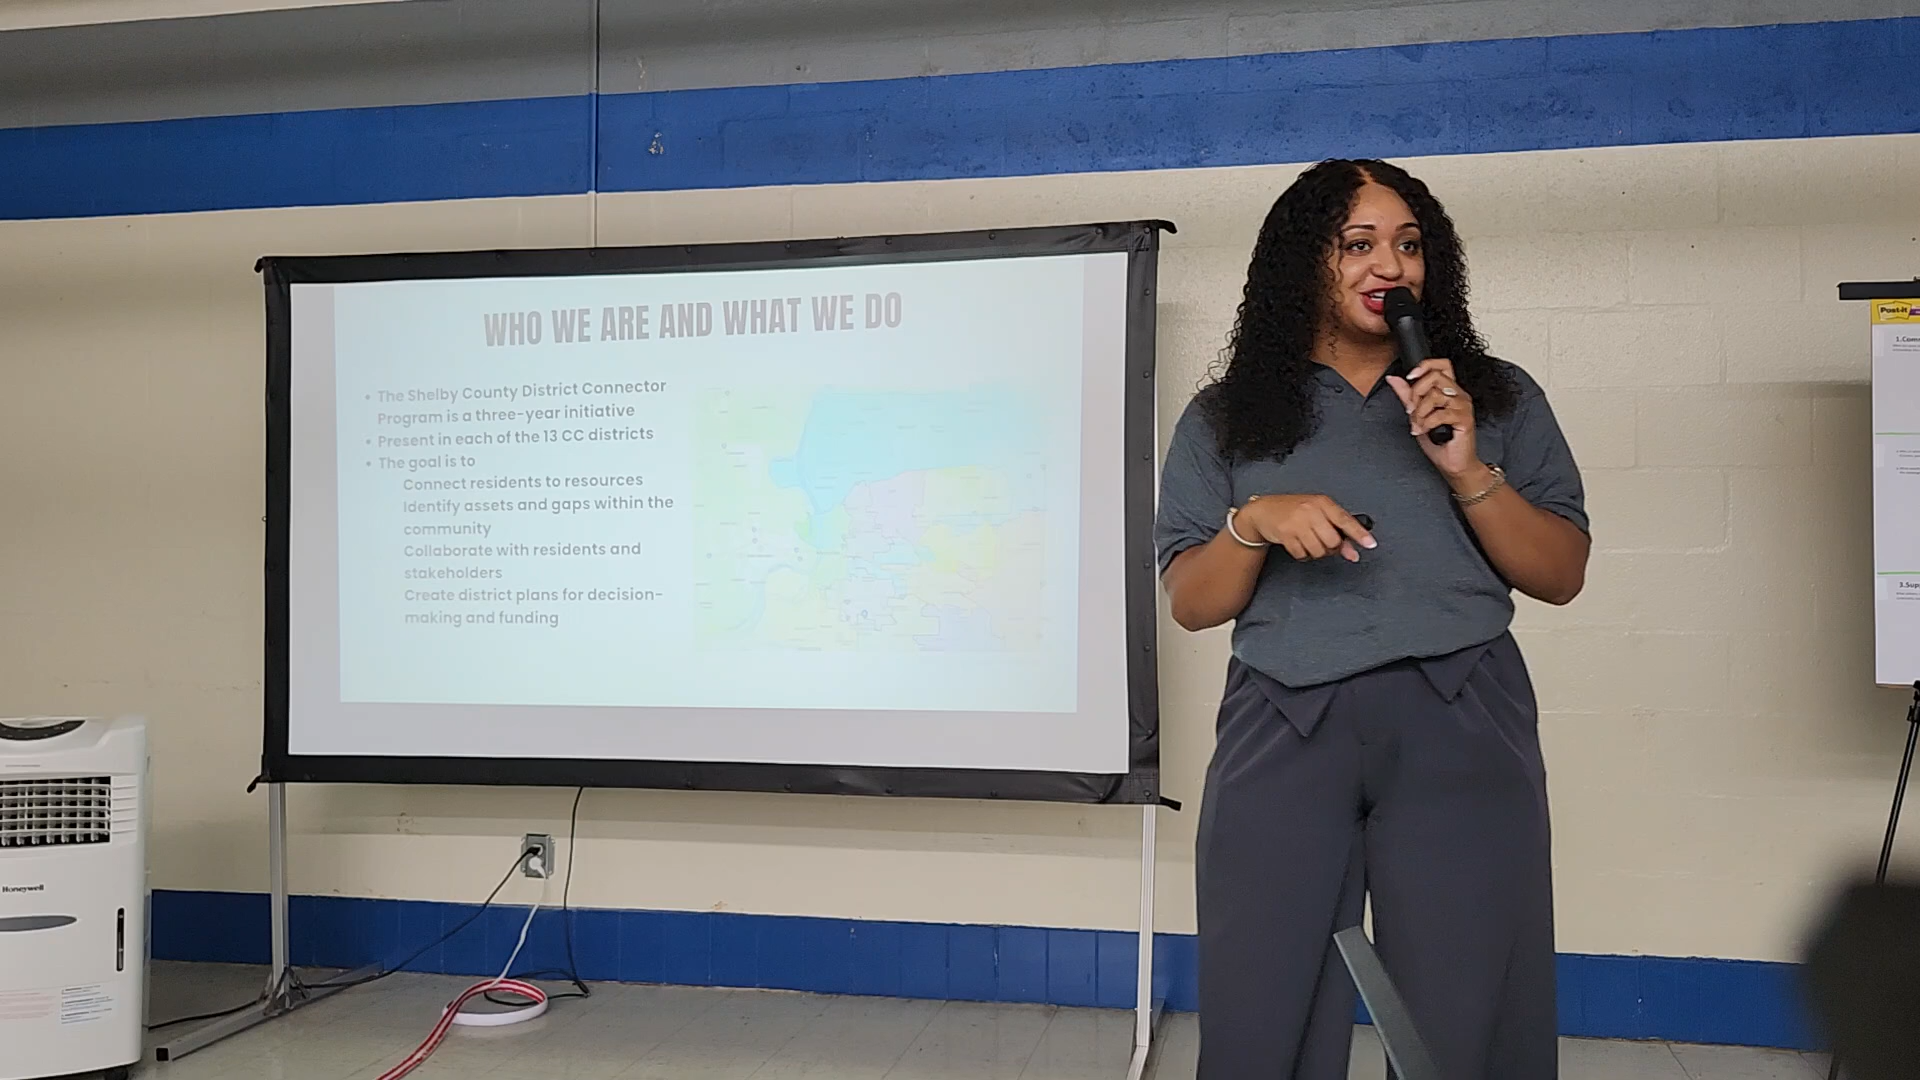 WHO WE ARE AND WHAT WE DO
• The Shelby County District Connector
Program is a three-year initiative
• Present in each of the 13 CC districts
• The goal is to
Connect residents to resources
Identify assets and gaps within the
community
Collaborate with residents and
stakeholders
Create district plans for decision-
making and funding
Post-it
Honeywell